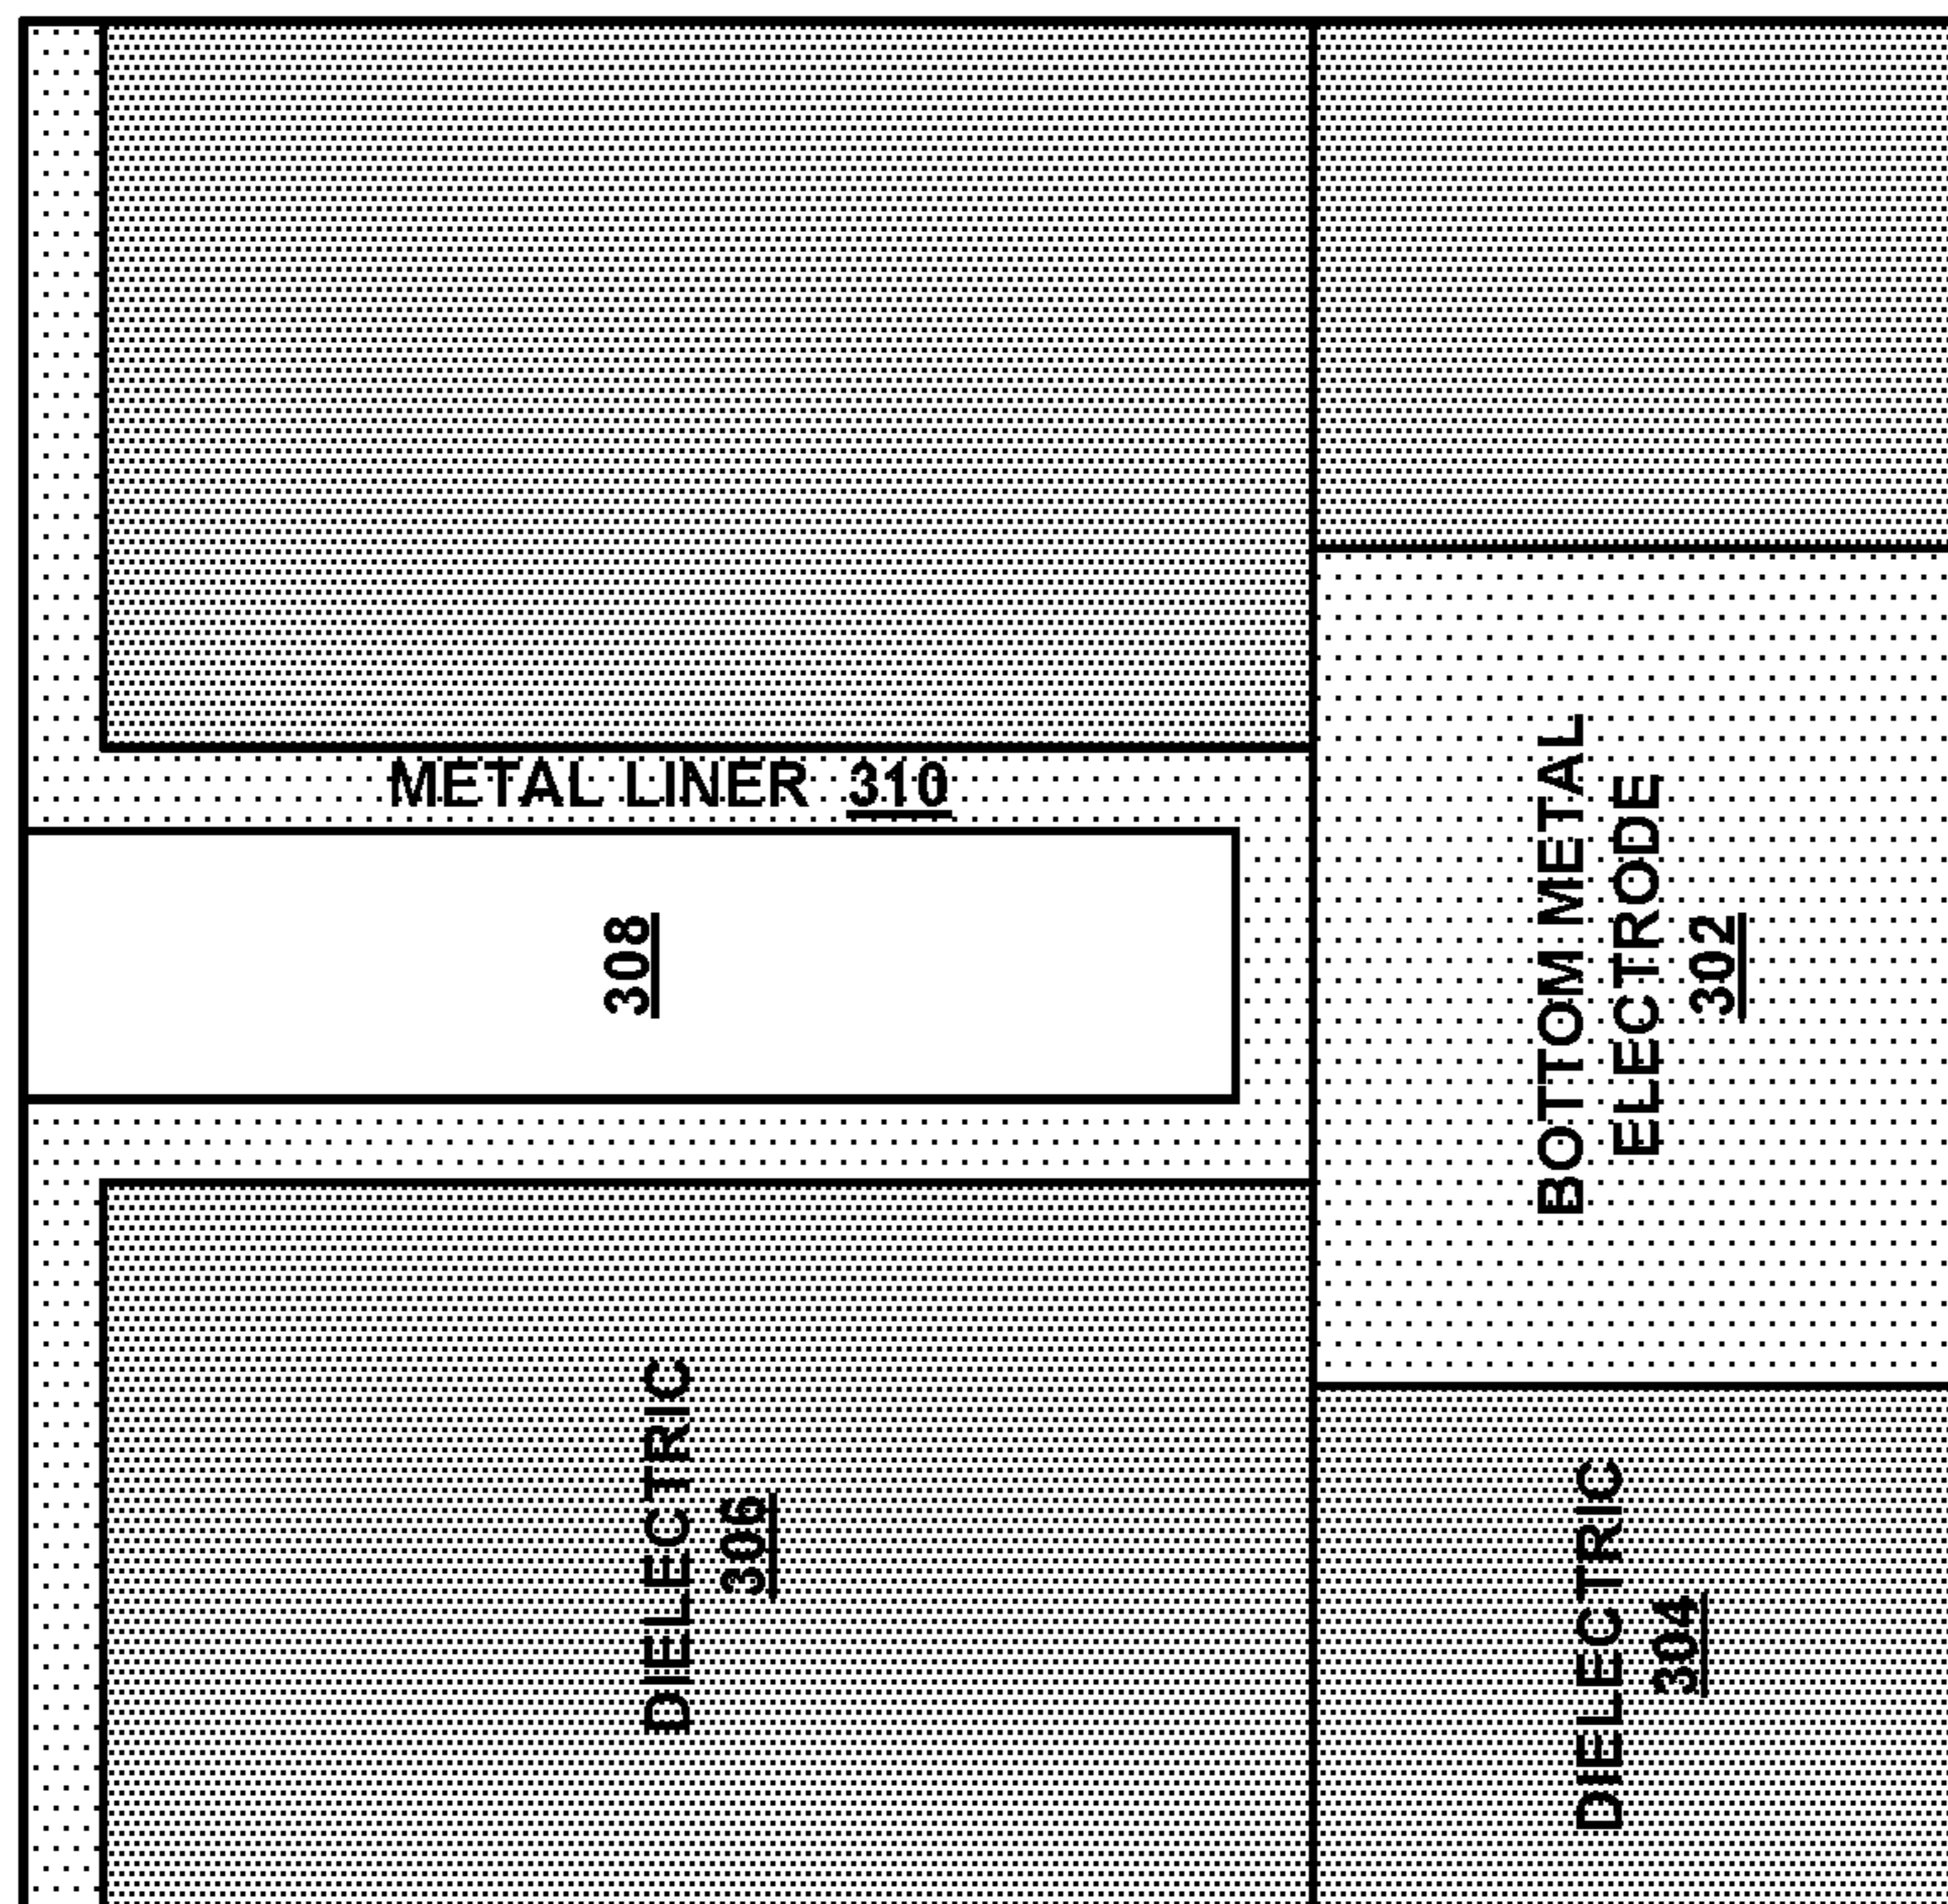 METAL LINER 310
308
BOTTOM METAL
ELECTRODE
302
DIELECTRIC
306
DIELECTRIC
304